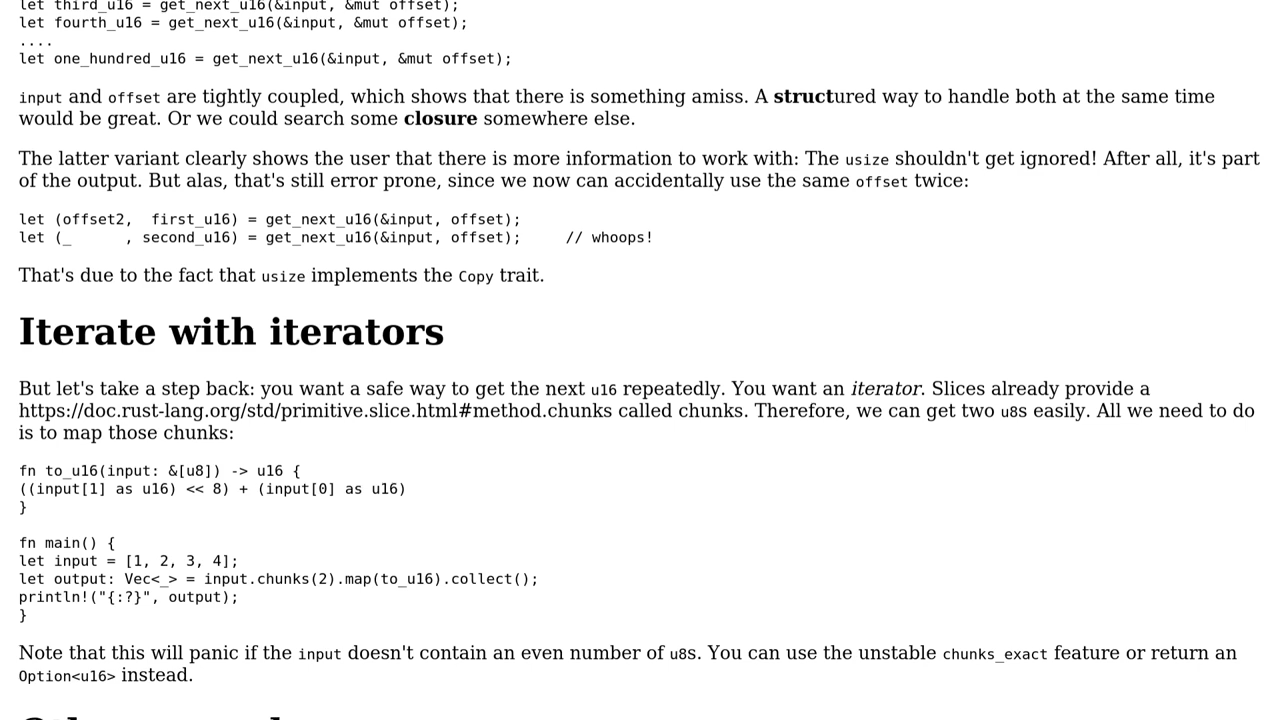 let third_u16 = get_next_u16(&input, &mut offset);
let fourth_u16 = get_next_u16(&input, &mut offset);
....
let one_hundred_u16 = get_next_u16(&input, &mut offset);
input and offset are tightly coupled, which shows that there is something amiss. A structured way to handle both at the same time
would be great. Or we could search some closure somewhere else.
The latter variant clearly shows the user that there is more information to work with: The usize shouldn't get ignored! After all, it's part
of the output. But alas, that's still error prone, since we now can accidentally use the same offset twice:
let (offset2,  first_u16) = get_next_u16(&input, offset);
let (_      , second_u16) = get_next_u16(&input, offset);     // whoops!
That's due to the fact that usize implements the Copy trait.
Iterate with iterators
But let's take a step back: you want a safe way to get the next u16 repeatedly. You want an iterator. Slices already provide a
https://doc.rust-lang.org/std/primitive.slice.html#method.chunks called chunks. Therefore, we can get two u8s easily. All we need to do
is to map those chunks:
fn to_u16(input: &[u8]) -> u16 {
((input[1] as u16) << 8) + (input[0] as u16)
}
fn main() {
let input = [1, 2, 3, 4];
let output: Vec<_> = input.chunks(2).map(to_u16).collect();
println!("{:?}", output);
}
Note that this will panic if the input doesn't contain an even number of u8s. You can use the unstable chunks_exact feature or return an
Option<u16> instead.